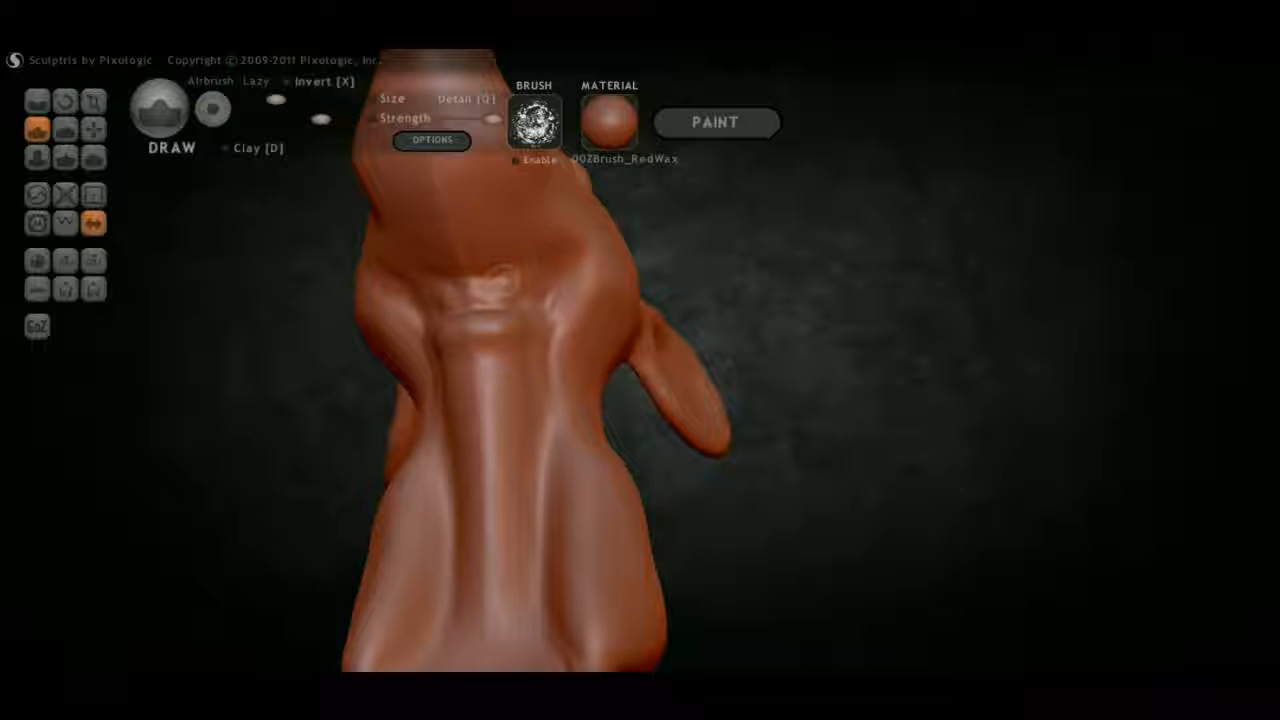 Sculptris by Pixologic Copyright © 2009-2011 Pixologic, Inc.
Airbrush Lazy Invert [X]
DRAW
Clay [D]
Size Detail [Q]
Strength
OPTIONS
BRUSH
Enable
MATERIAL
00ZBrush_RedWax
PAINT
GoZ